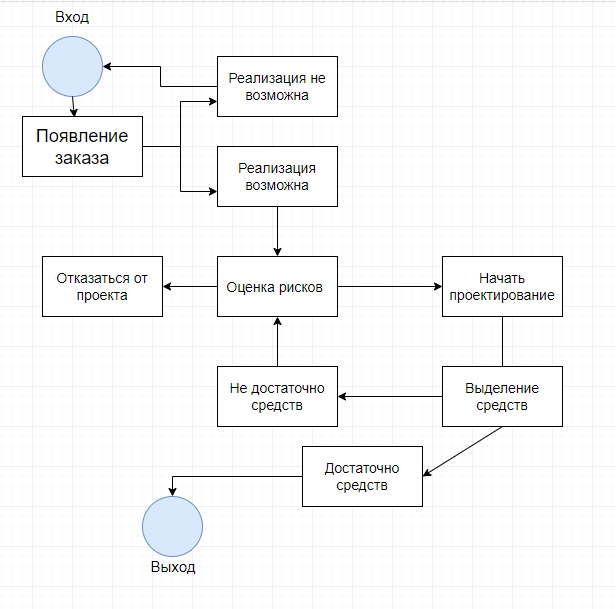 Вход
Реализация не
возможна
Появление
заказа
Реализация
возможна
Отказаться от
проекта
Оценка рисков
Начать
проектирование
Не достаточно
средств
Выделение
средств
Достаточно
средств
Выход